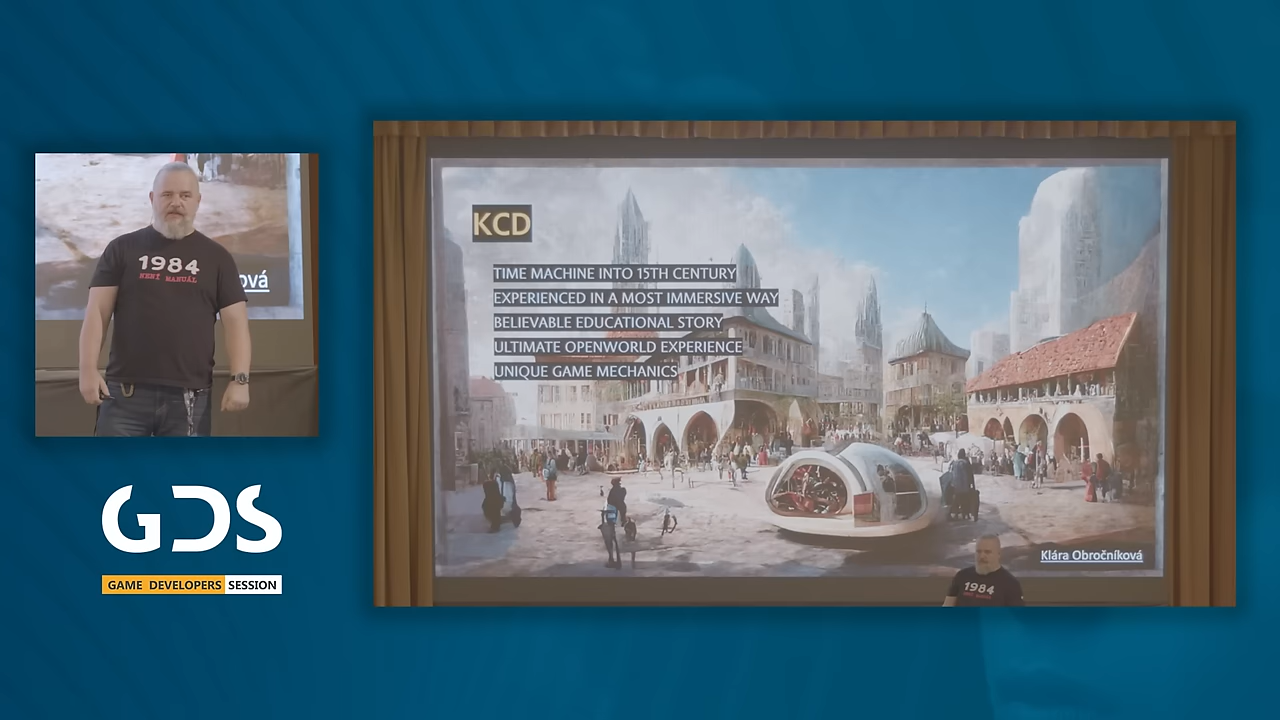 ová
1984
NENÍ MANUÁL
GDS
GAME DEVELOPERS SESSION
KCD
TIME MACHINE INTO 15TH CENTURY
EXPERIENCED IN A MOST IMMERSIVE WAY
BELIEVABLE EDUCATIONAL STORY
ULTIMATE OPENWORLD EXPERIENCE
UNIQUE GAME MECHANICS
Klára Obročníková
1984